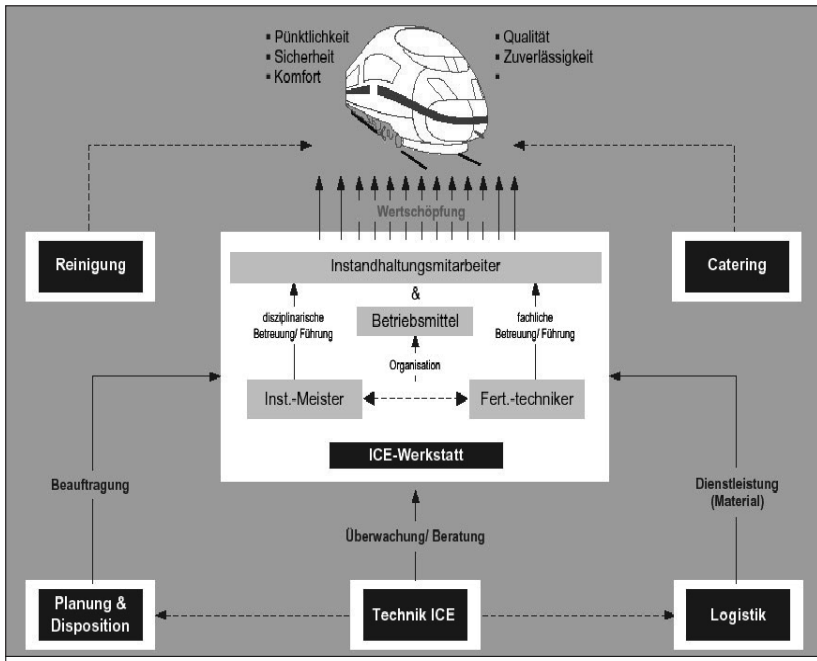 ▪ Pünktlichkeit
▪ Sicherheit
▪ Komfort
▪ Qualität
▪ Zuverlässigkeit
▪
Wertschöpfung
Reinigung
Catering
Instandhaltungsmitarbeiter
&
Betriebsmittel
disziplinarische
Betreuung/ Führung
fachliche
Betreuung/ Führung
Organisation
Inst.-Meister
Fert.-techniker
ICE-Werkstatt
Beauftragung
Dienstleistung
(Material)
Überwachung/ Beratung
Planung &
Disposition
Technik ICE
Logistik